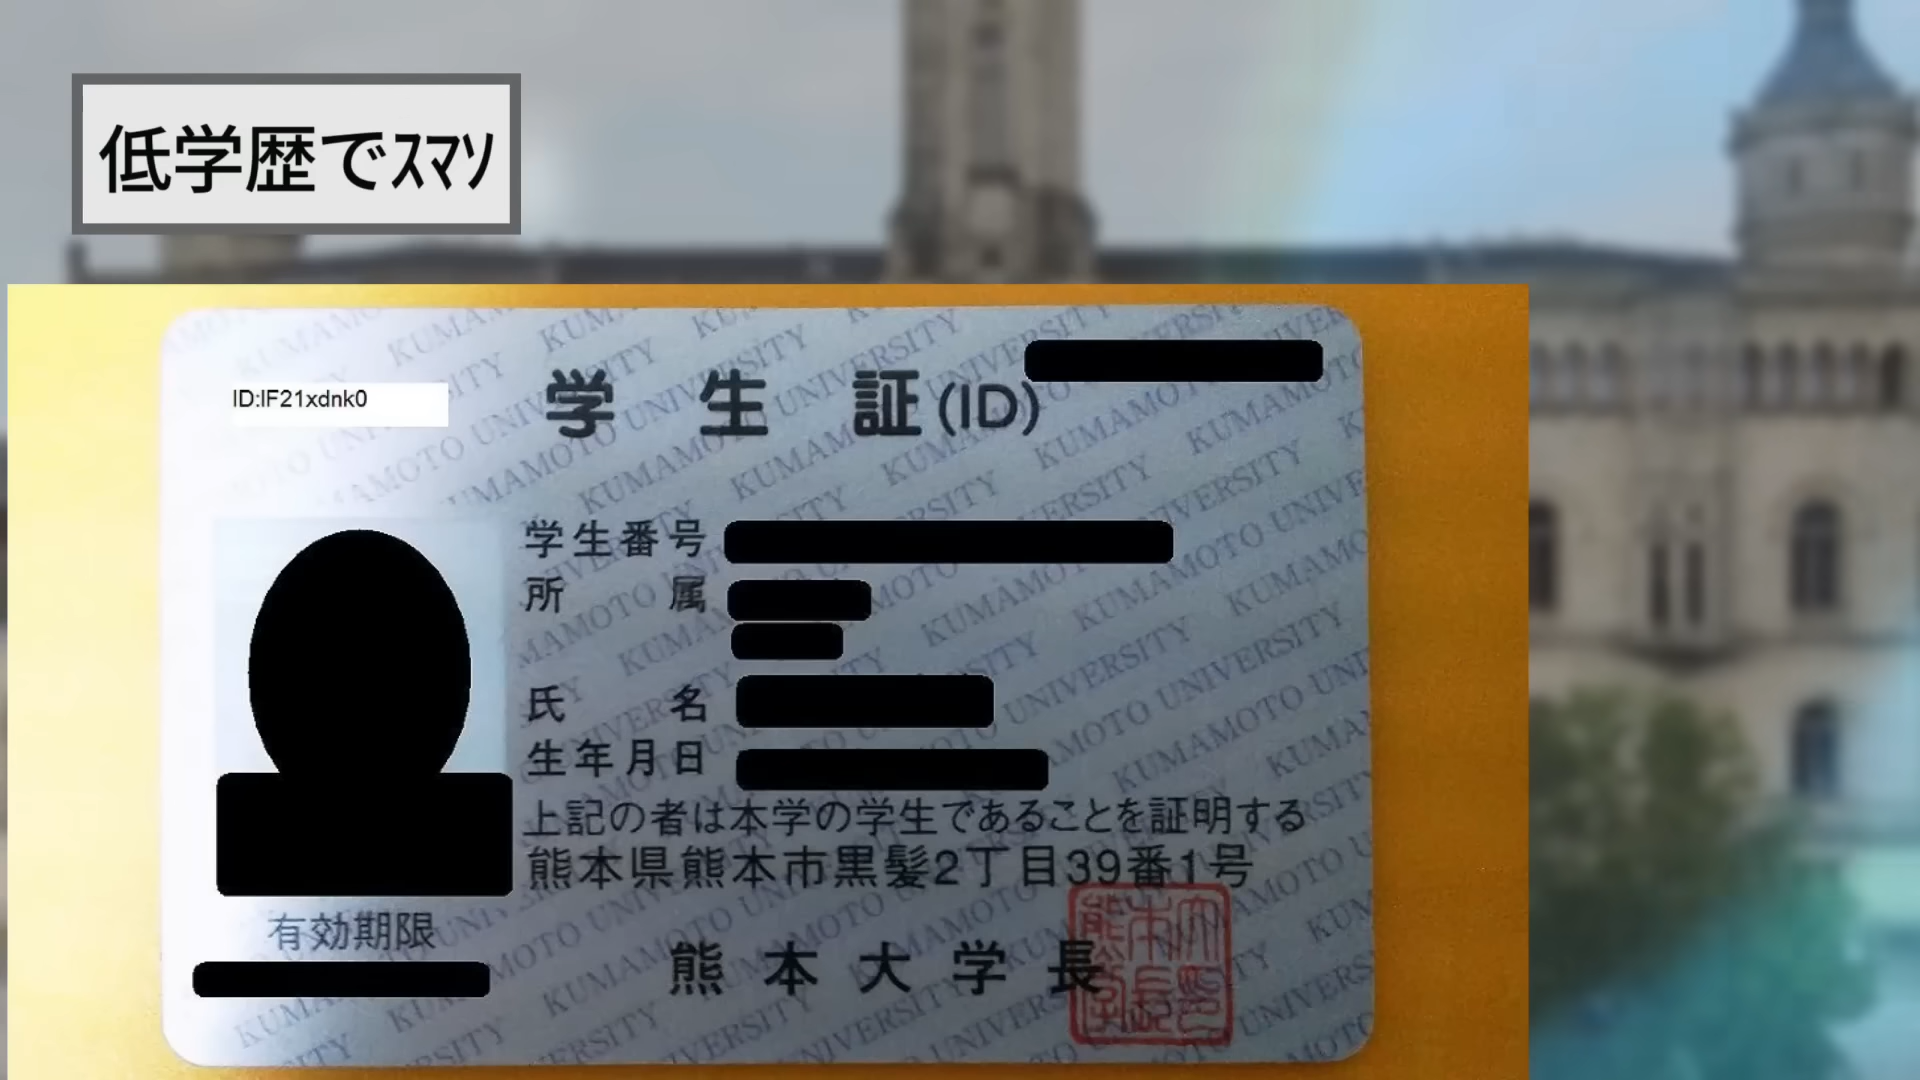 低学歴でｽﾏｿ
ID:IF21xdnk0
学生証(ID)
学生番号
所属
氏名
生年月日
上記の者は本学の学生であることを証明する
熊本県熊本市黒髪2丁目39番1号
有効期限
熊本大学長
KUMAMOTO UNIVERSITY